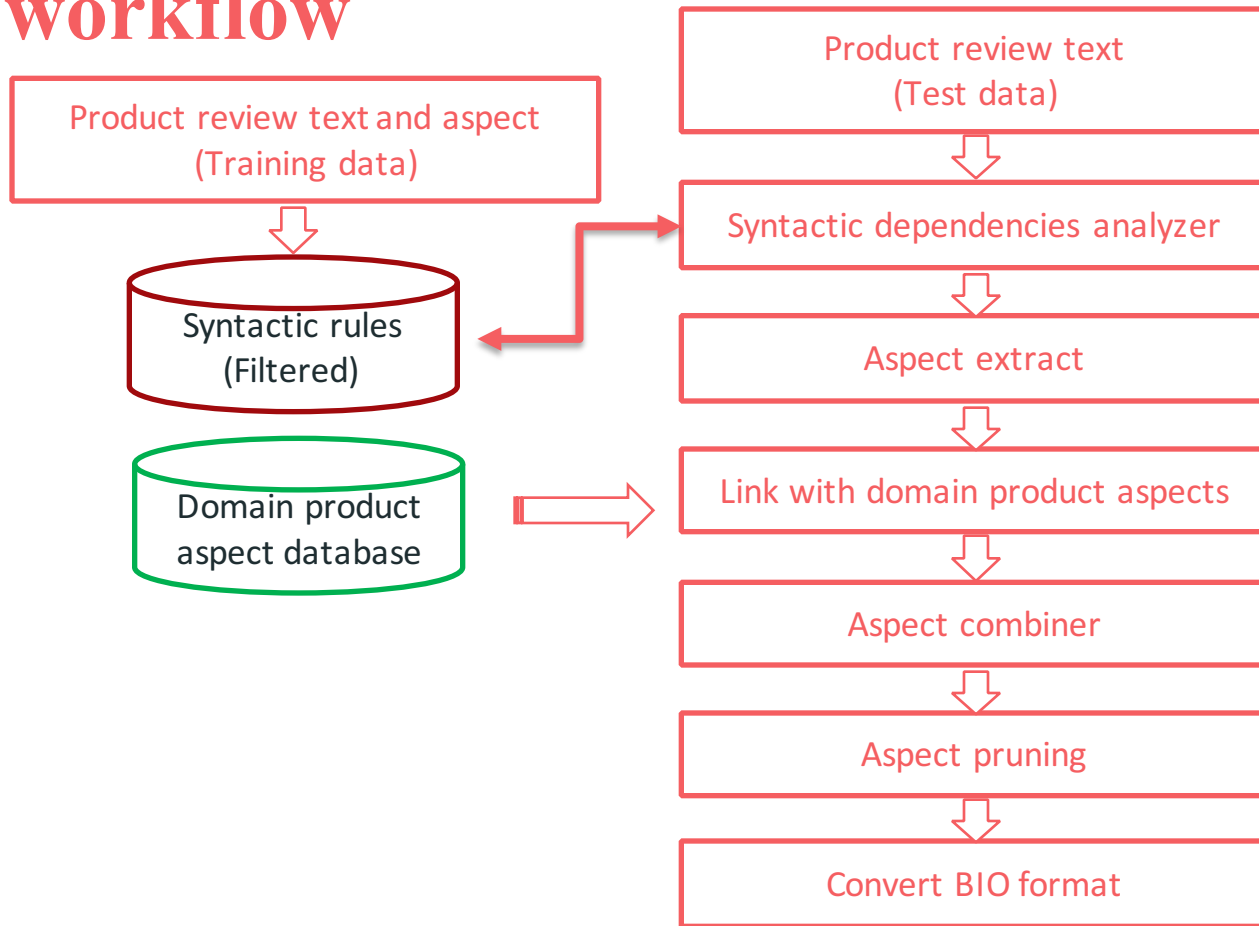 workflow
Product review text and aspect
(Training data)
Syntactic rules
(Filtered)
Domain product
aspect database
Product review text
(Test data)
Syntactic dependencies analyzer
Aspect extract
Link with domain product aspects
Aspect combiner
Aspect pruning
Convert BIO format